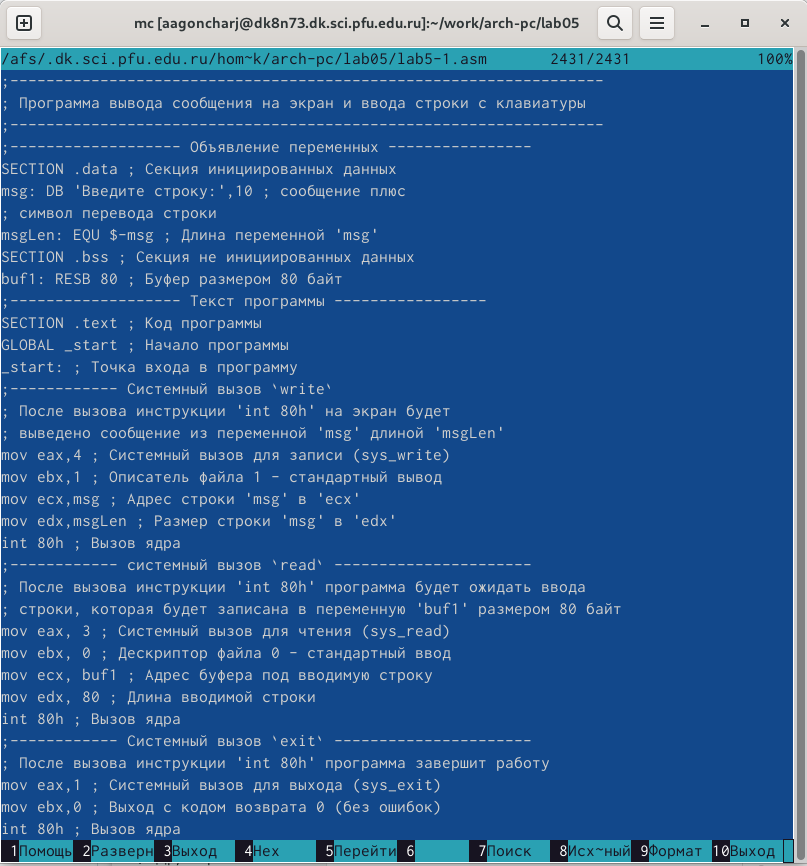 mc [aagoncharj@dk8n73.dk.sci.pfu.edu.ru]:~/work/arch-pc/lab05
/afs/.dk.sci.pfu.edu.ru/hom~k/arch-pc/lab05/lab5-1.asm 2431/2431 100%
;------------------------------------------------------------------
; Программа вывода сообщения на экран и ввода строки с клавиатуры
;------------------------------------------------------------------
;------------------- Объявление переменных ----------------
SECTION .data ; Секция инициированных данных
msg: DB 'Введите строку:',10 ; сообщение плюс
; символ перевода строки
msgLen: EQU $-msg ; Длина переменной 'msg'
SECTION .bss ; Секция не инициированных данных
buf1: RESB 80 ; Буфер размером 80 байт
;------------------- Текст программы -----------------
SECTION .text ; Код программы
GLOBAL _start ; Начало программы
_start: ; Точка входа в программу
;------------ Системный вызов `write`
; После вызова инструкции 'int 80h' на экран будет
; выведено сообщение из переменной 'msg' длиной 'msgLen'
mov eax,4 ; Системный вызов для записи (sys_write)
mov ebx,1 ; Описатель файла 1 - стандартный вывод
mov ecx,msg ; Адрес строки 'msg' в 'ecx'
mov edx,msgLen ; Размер строки 'msg' в 'edx'
int 80h ; Вызов ядра
;------------ системный вызов `read` ----------------------
; После вызова инструкции 'int 80h' программа будет ожидать ввода
; строки, которая будет записана в переменную 'buf1' размером 80 байт
mov eax, 3 ; Системный вызов для чтения (sys_read)
mov ebx, 0 ; Дескриптор файла 0 - стандартный ввод
mov ecx, buf1 ; Адрес буфера под вводимую строку
mov edx, 80 ; Длина вводимой строки
int 80h ; Вызов ядра
;------------ Системный вызов `exit` ----------------------
; После вызова инструкции 'int 80h' программа завершит работу
mov eax,1 ; Системный вызов для выхода (sys_exit)
mov ebx,0 ; Выход с кодом возврата 0 (без ошибок)
int 80h ; Вызов ядра
1Помощь 2Разверн 3Выход 4Hex 5Перейти 6 7Поиск 8Исх~ный 9Формат 10Выход